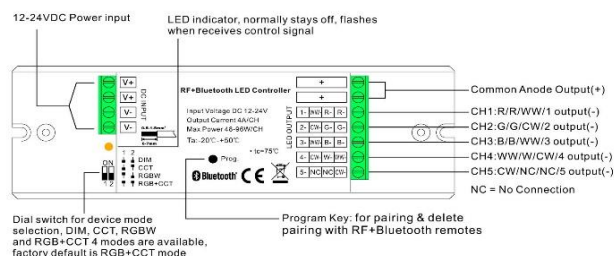 12-24VDC Power input
LED indicator, normally stays off, flashes
when receives control signal
V+
V+
V-
V-
DC INPUT
RF+Bluetooth LED Controller
Input Voltage DC 12-24V
Output Current 4A/CH
Max Power 48-96W/CH
Ta: -20℃~+50℃
• tc=75℃
Prog.
ON
1 2
1 2
DIM
CCT
RGBW
RGB+CCT
Bluetooth
CE
LED OUTPUT
+
+
1- WW- R- R-
2- CW- G- G-
3- WW- B- B-
4- CW- W- WW-
5- NC NC CW-
Common Anode Output(+)
CH1:R/R/WW/1 output(-)
CH2:G/G/CW/2 output(-)
CH3:B/B/WW/3 output(-)
CH4:WW/W/CW/4 output(-)
CH5:CW/NC/NC/5 output(-)
NC = No Connection
Dial switch for device mode
selection, DIM, CCT, RGBW
and RGB+CCT 4 modes are available,
factory default is RGB+CCT mode
Program Key: for pairing & delete
pairing with RF+Bluetooth remotes